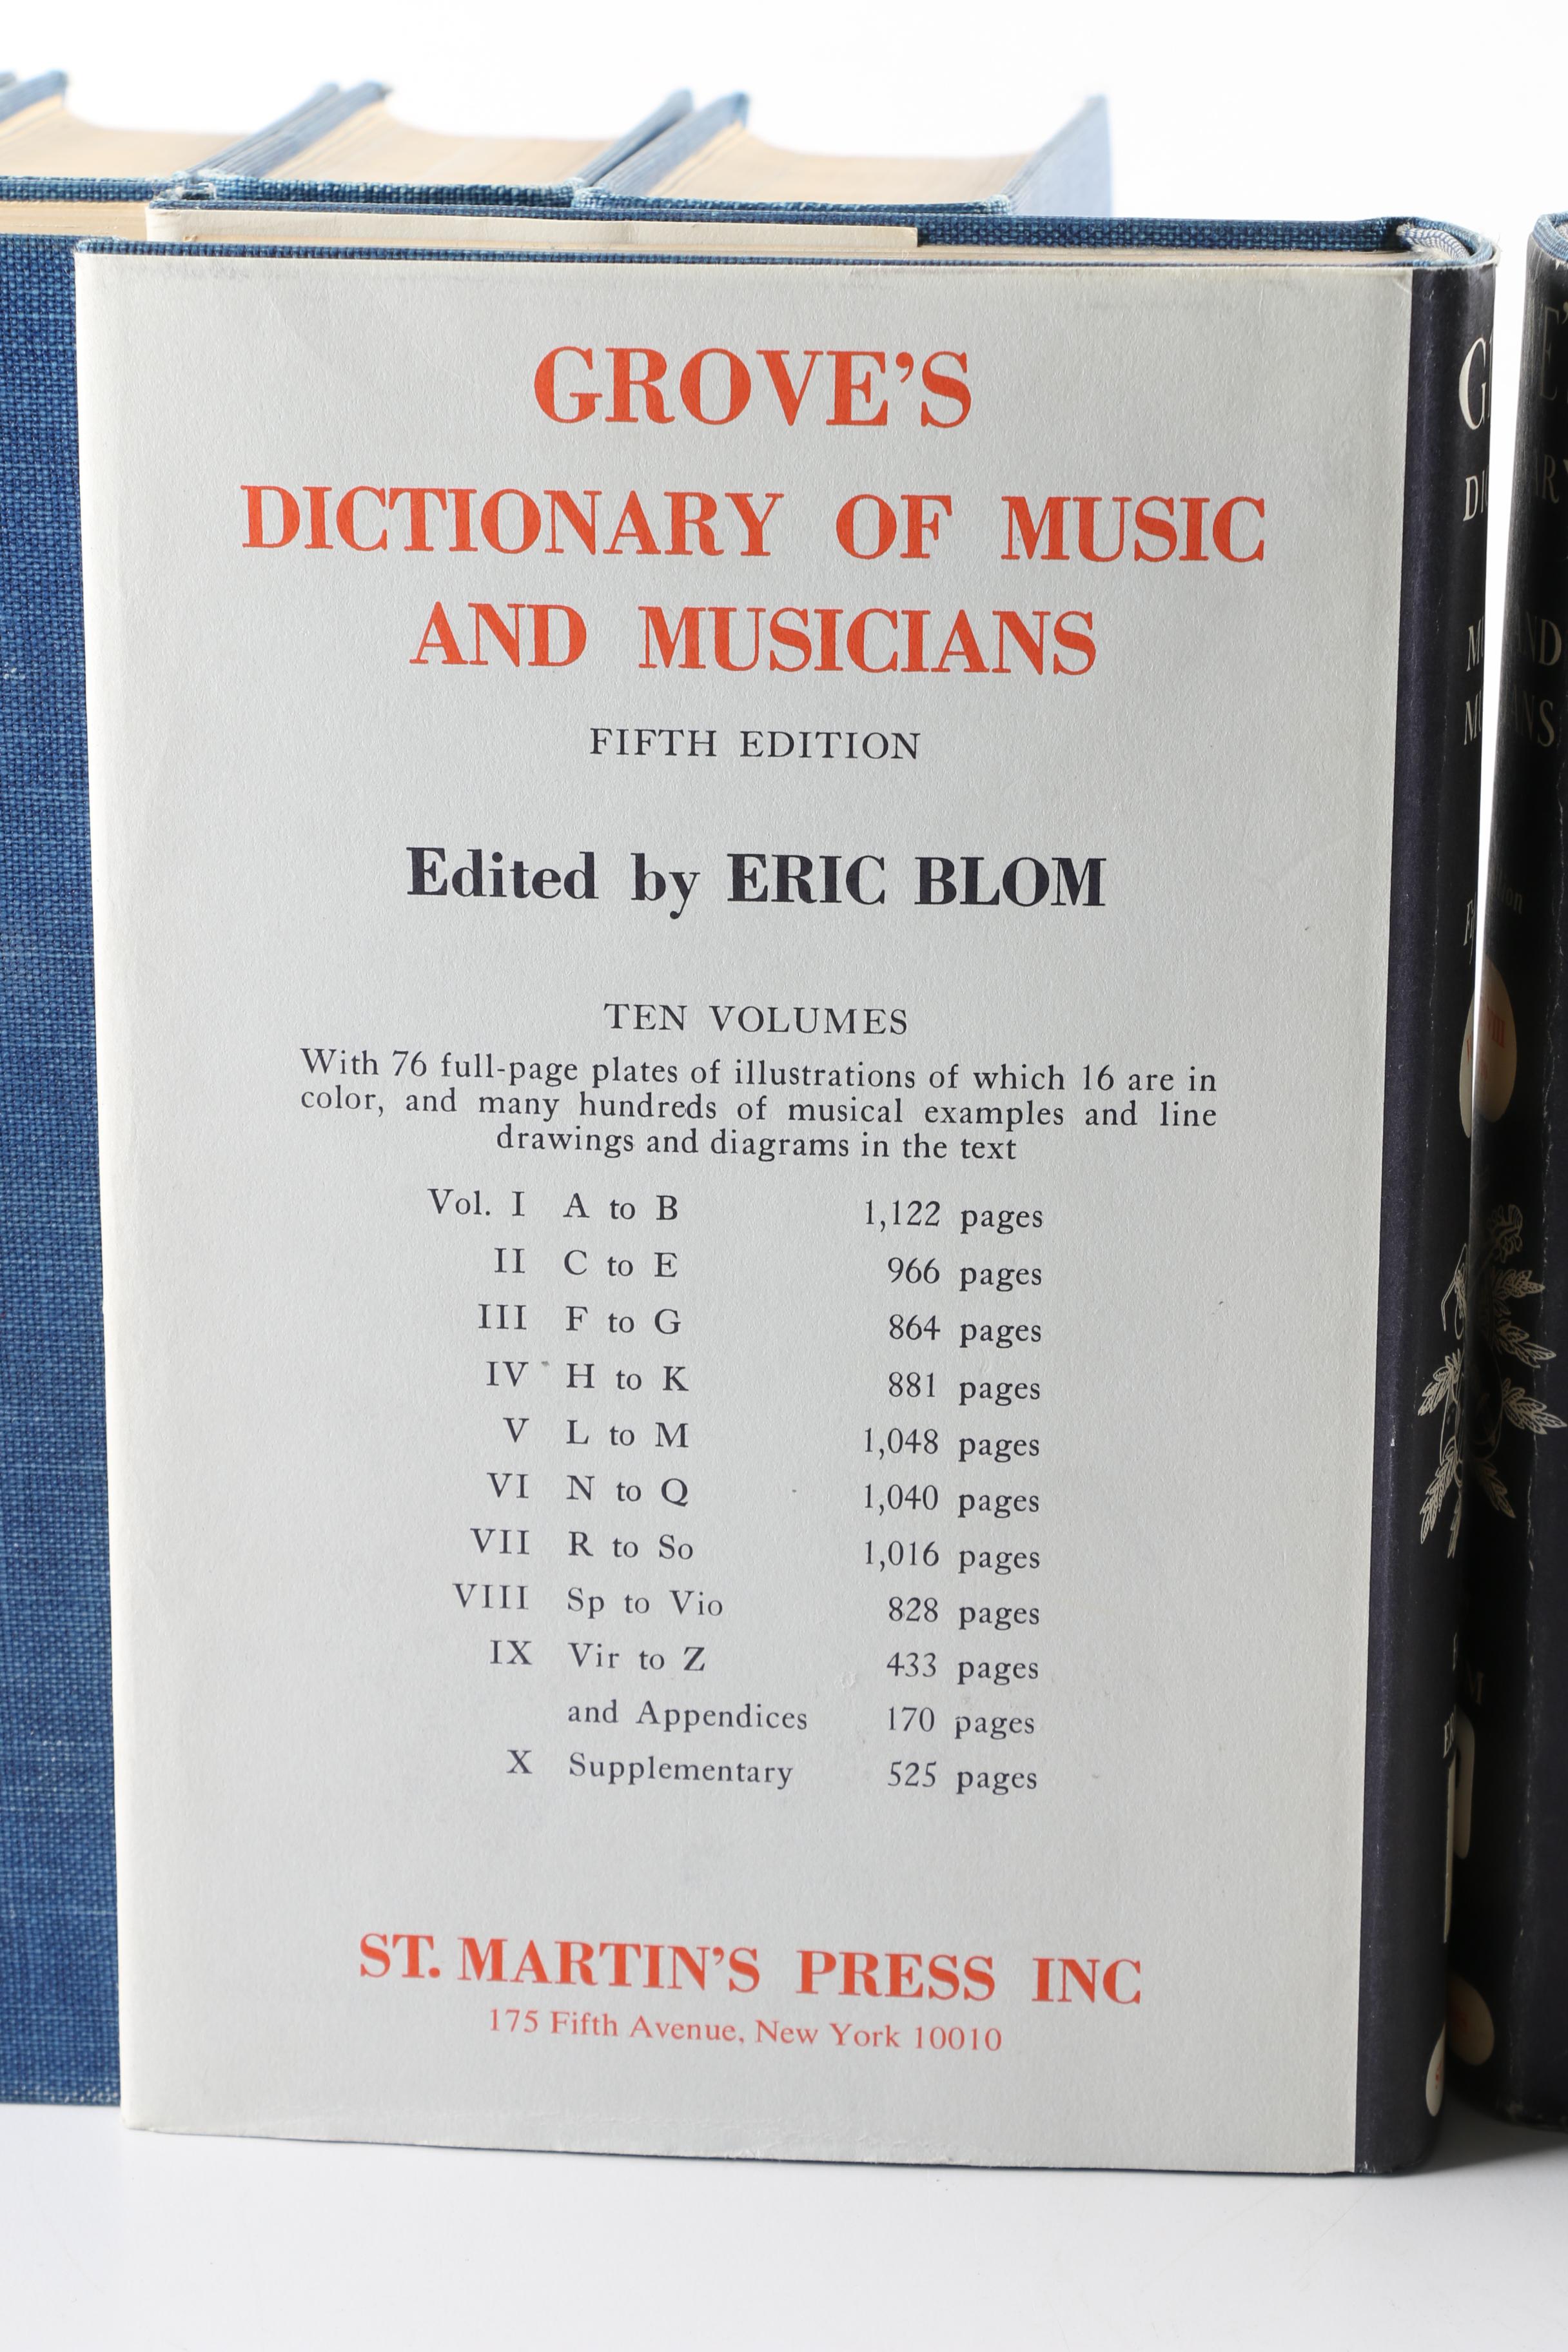 GROVE'S
DICTIONARY OF MUSIC
AND MUSICIANS
FIFTH EDITION
Edited by ERIC BLOM
TEN VOLUMES
With 76 full-page plates of illustrations of which 16 are in
color, and many hundreds of musical examples and line
drawings and diagrams in the text
Vol. I A to B 1,122 pages
II C to E 966 pages
III F to G 864 pages
IV H to K 881 pages
V L to M 1,048 pages
VI N to Q 1,040 pages
VII R to So 1,016 pages
VIII Sp to Vio 828 pages
IX Vir to Z 433 pages
and Appendices 170 pages
X Supplementary 525 pages
ST. MARTIN'S PRESS INC
175 Fifth Avenue, New York 10010